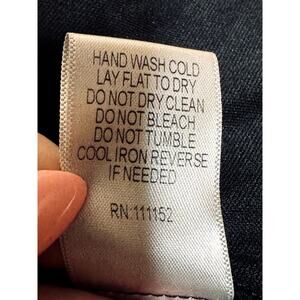 HAND WASH COLD
LAY FLAT TO DRY
DO NOT DRY CLEAN
DO NOT BLEACH
DO NOT TUMBLE
COOL IRON REVERSE
IF NEEDED
RN:111152